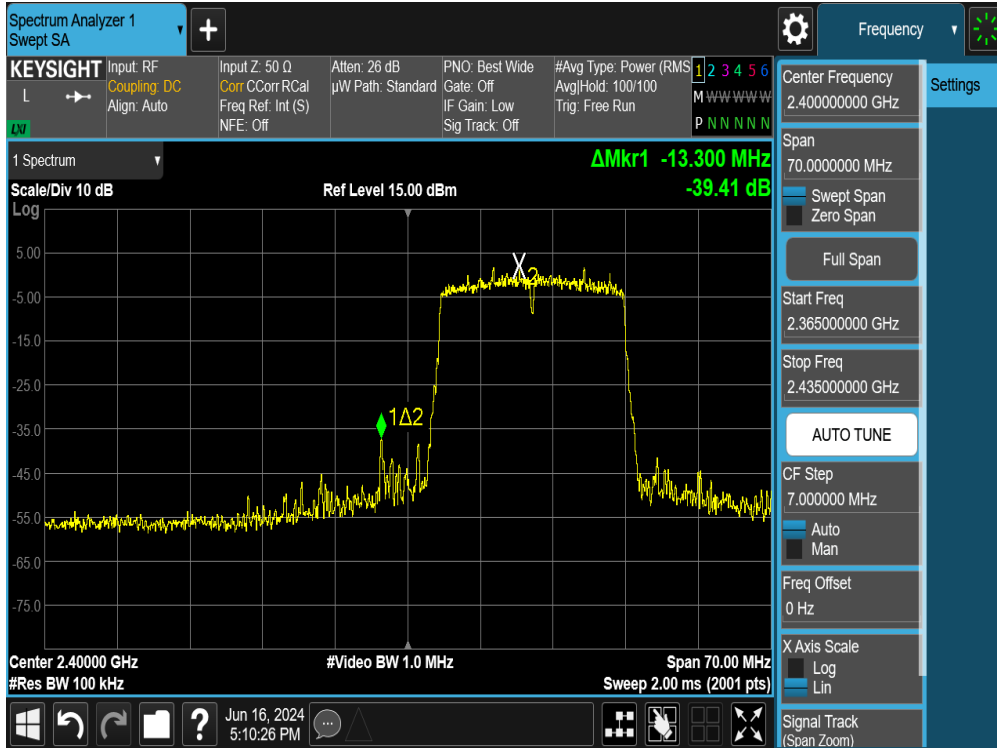 Spectrum Analyzer 1
Swept SA
+
Frequency
KEYSIGHT
L
LXI
Input: RF
Coupling: DC
Align: Auto
Input Z: 50 Ω
Corr CCorr RCal
Freq Ref: Int (S)
NFE: Off
Atten: 26 dB
µW Path: Standard
PNO: Best Wide
Gate: Off
IF Gain: Low
Sig Track: Off
#Avg Type: Power (RMS
Avg|Hold: 100/100
Trig: Free Run
1 2 3 4 5 6
M W W W W W
P N N N N N
1 Spectrum
ΔMkr1 -13.300 MHz
-39.41 dB
Scale/Div 10 dB
Ref Level 15.00 dBm
Log
5.00
-5.00
-15.0
-25.0
-35.0
-45.0
-55.0
-65.0
-75.0
X2
1Δ2
Center 2.40000 GHz
#Video BW 1.0 MHz
Span 70.00 MHz
#Res BW 100 kHz
Sweep 2.00 ms (2001 pts)
Center Frequency
2.400000000 GHz
Settings
Span
70.0000000 MHz
Swept Span
Zero Span
Full Span
Start Freq
2.365000000 GHz
Stop Freq
2.435000000 GHz
AUTO TUNE
CF Step
7.000000 MHz
Auto
Man
Freq Offset
0 Hz
X Axis Scale
Log
Lin
Signal Track
(Span Zoom)
?
Jun 16, 2024
5:10:26 PM